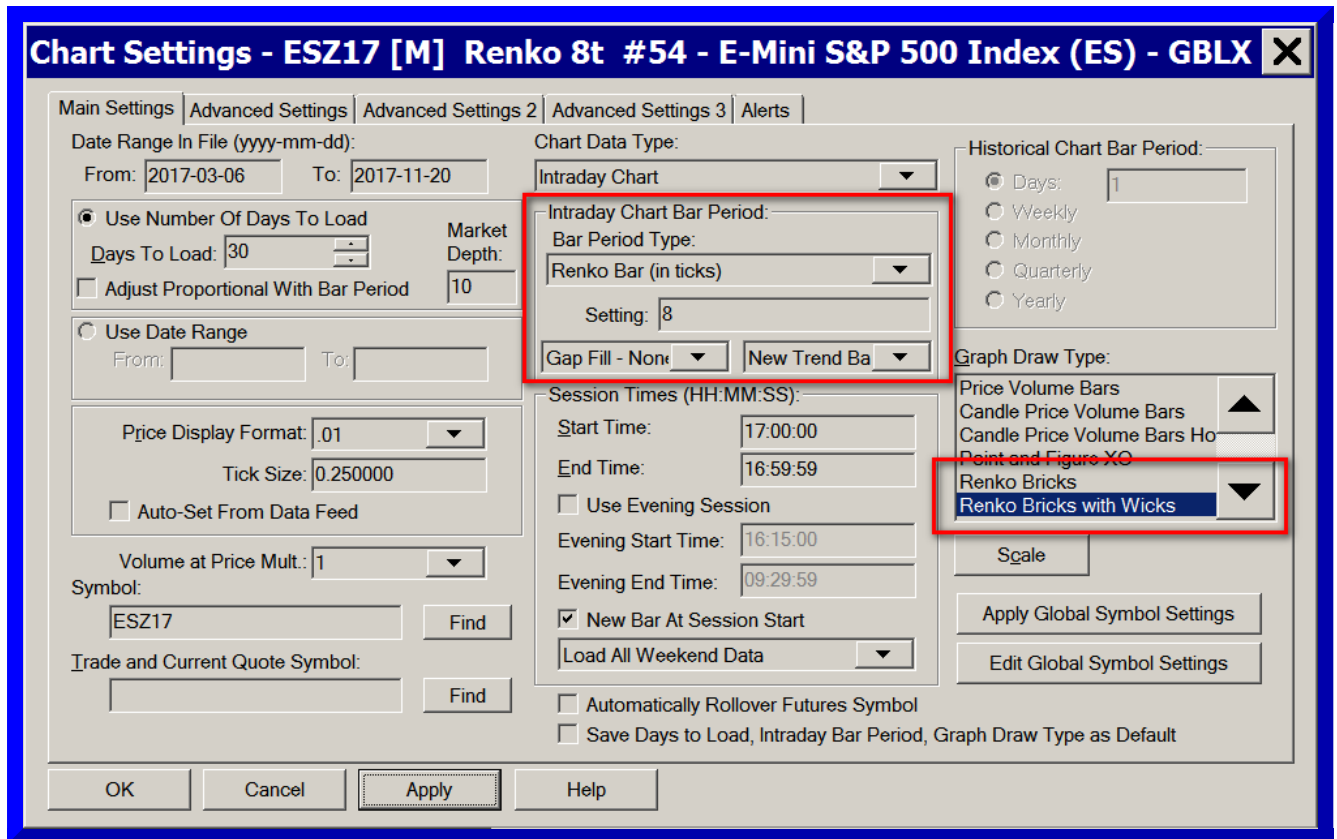 Chart Settings - ESZ17 [M]  Renko 8t  #54 - E-Mini S&P 500 Index (ES) - GBLX
Main Settings
Advanced Settings
Advanced Settings 2
Advanced Settings 3
Alerts
Date Range In File (yyyy-mm-dd):
From: 2017-03-06 To: 2017-11-20
Use Number Of Days To Load
Days To Load: 30
Adjust Proportional With Bar Period
Market
Depth:
10
Use Date Range
From: To:
Price Display Format: .01
Tick Size: 0.250000
Auto-Set From Data Feed
Volume at Price Mult.: 1
Symbol:
ESZ17
Find
Trade and Current Quote Symbol:
Find
Chart Data Type:
Intraday Chart
Intraday Chart Bar Period:
Bar Period Type:
Renko Bar (in ticks)
Setting: 8
Gap Fill - None
New Trend Ba
Session Times (HH:MM:SS):
Start Time: 17:00:00
End Time: 16:59:59
Use Evening Session
Evening Start Time: 16:15:00
Evening End Time: 09:29:59
New Bar At Session Start
Load All Weekend Data
Automatically Rollover Futures Symbol
Save Days to Load, Intraday Bar Period, Graph Draw Type as Default
Historical Chart Bar Period:
Days: 1
Weekly
Monthly
Quarterly
Yearly
Graph Draw Type:
Price Volume Bars
Candle Price Volume Bars
Candle Price Volume Bars Ho
Point and Figure XO
Renko Bricks
Renko Bricks with Wicks
Scale
Apply Global Symbol Settings
Edit Global Symbol Settings
OK
Cancel
Apply
Help